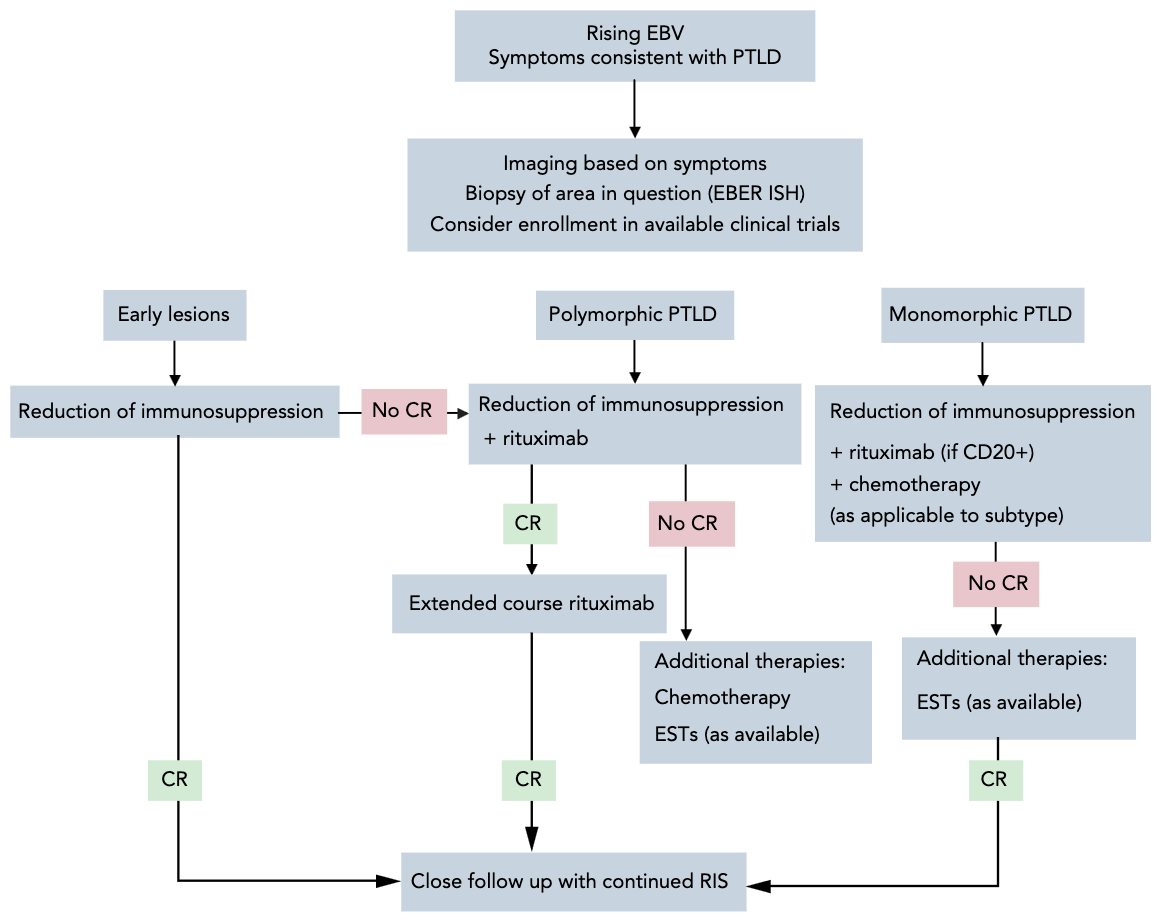 Rising EBV
Symptoms consistent with PTLD
Imaging based on symptoms
Biopsy of area in question (EBER ISH)
Consider enrollment in available clinical trials
Early lesions
Polymorphic PTLD
Monomorphic PTLD
Reduction of immunosuppression
No CR
Reduction of immunosuppression
+ rituximab
Reduction of immunosuppression
+ rituximab (if CD20+)
+ chemotherapy
(as applicable to subtype)
CR
No CR
No CR
Extended course rituximab
Additional therapies:
Chemotherapy
ESTs (as available)
Additional therapies:
ESTs (as available)
CR
CR
CR
Close follow up with continued RIS